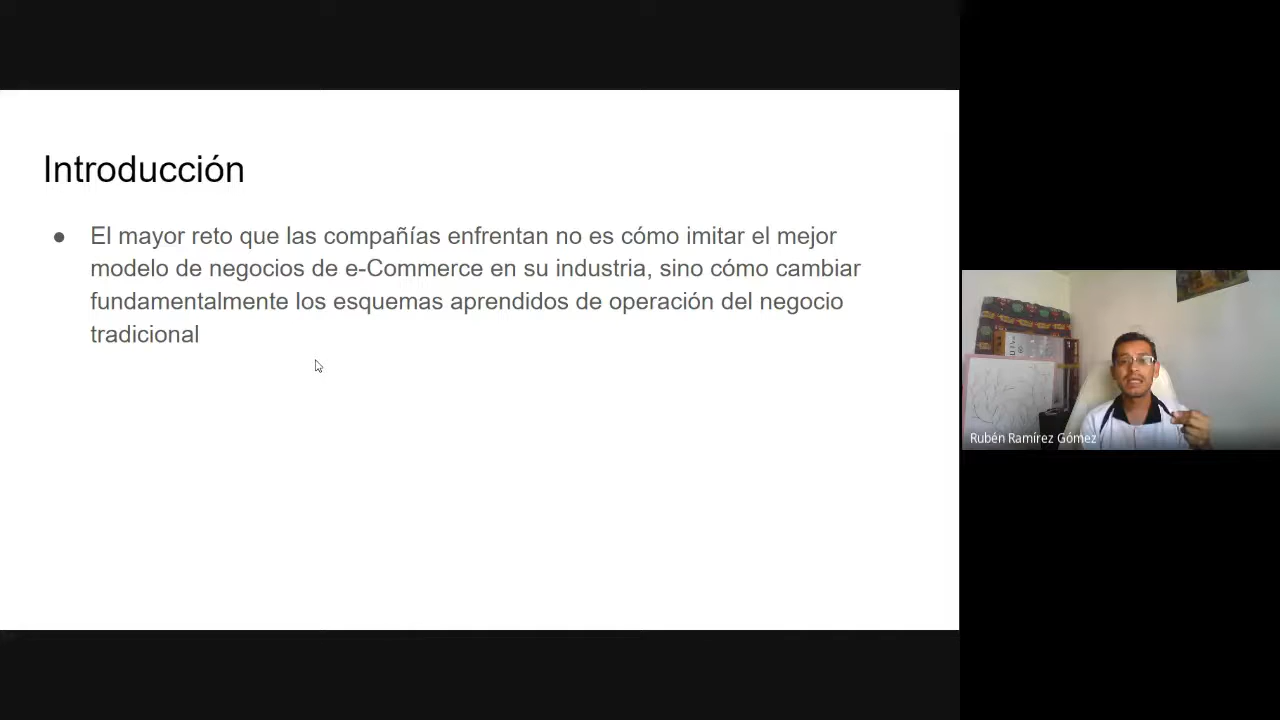 Introducción
● El mayor reto que las compañías enfrentan no es cómo imitar el mejor
modelo de negocios de e-Commerce en su industria, sino cómo cambiar
fundamentalmente los esquemas aprendidos de operación del negocio
tradicional
Rubén Ramírez Gómez